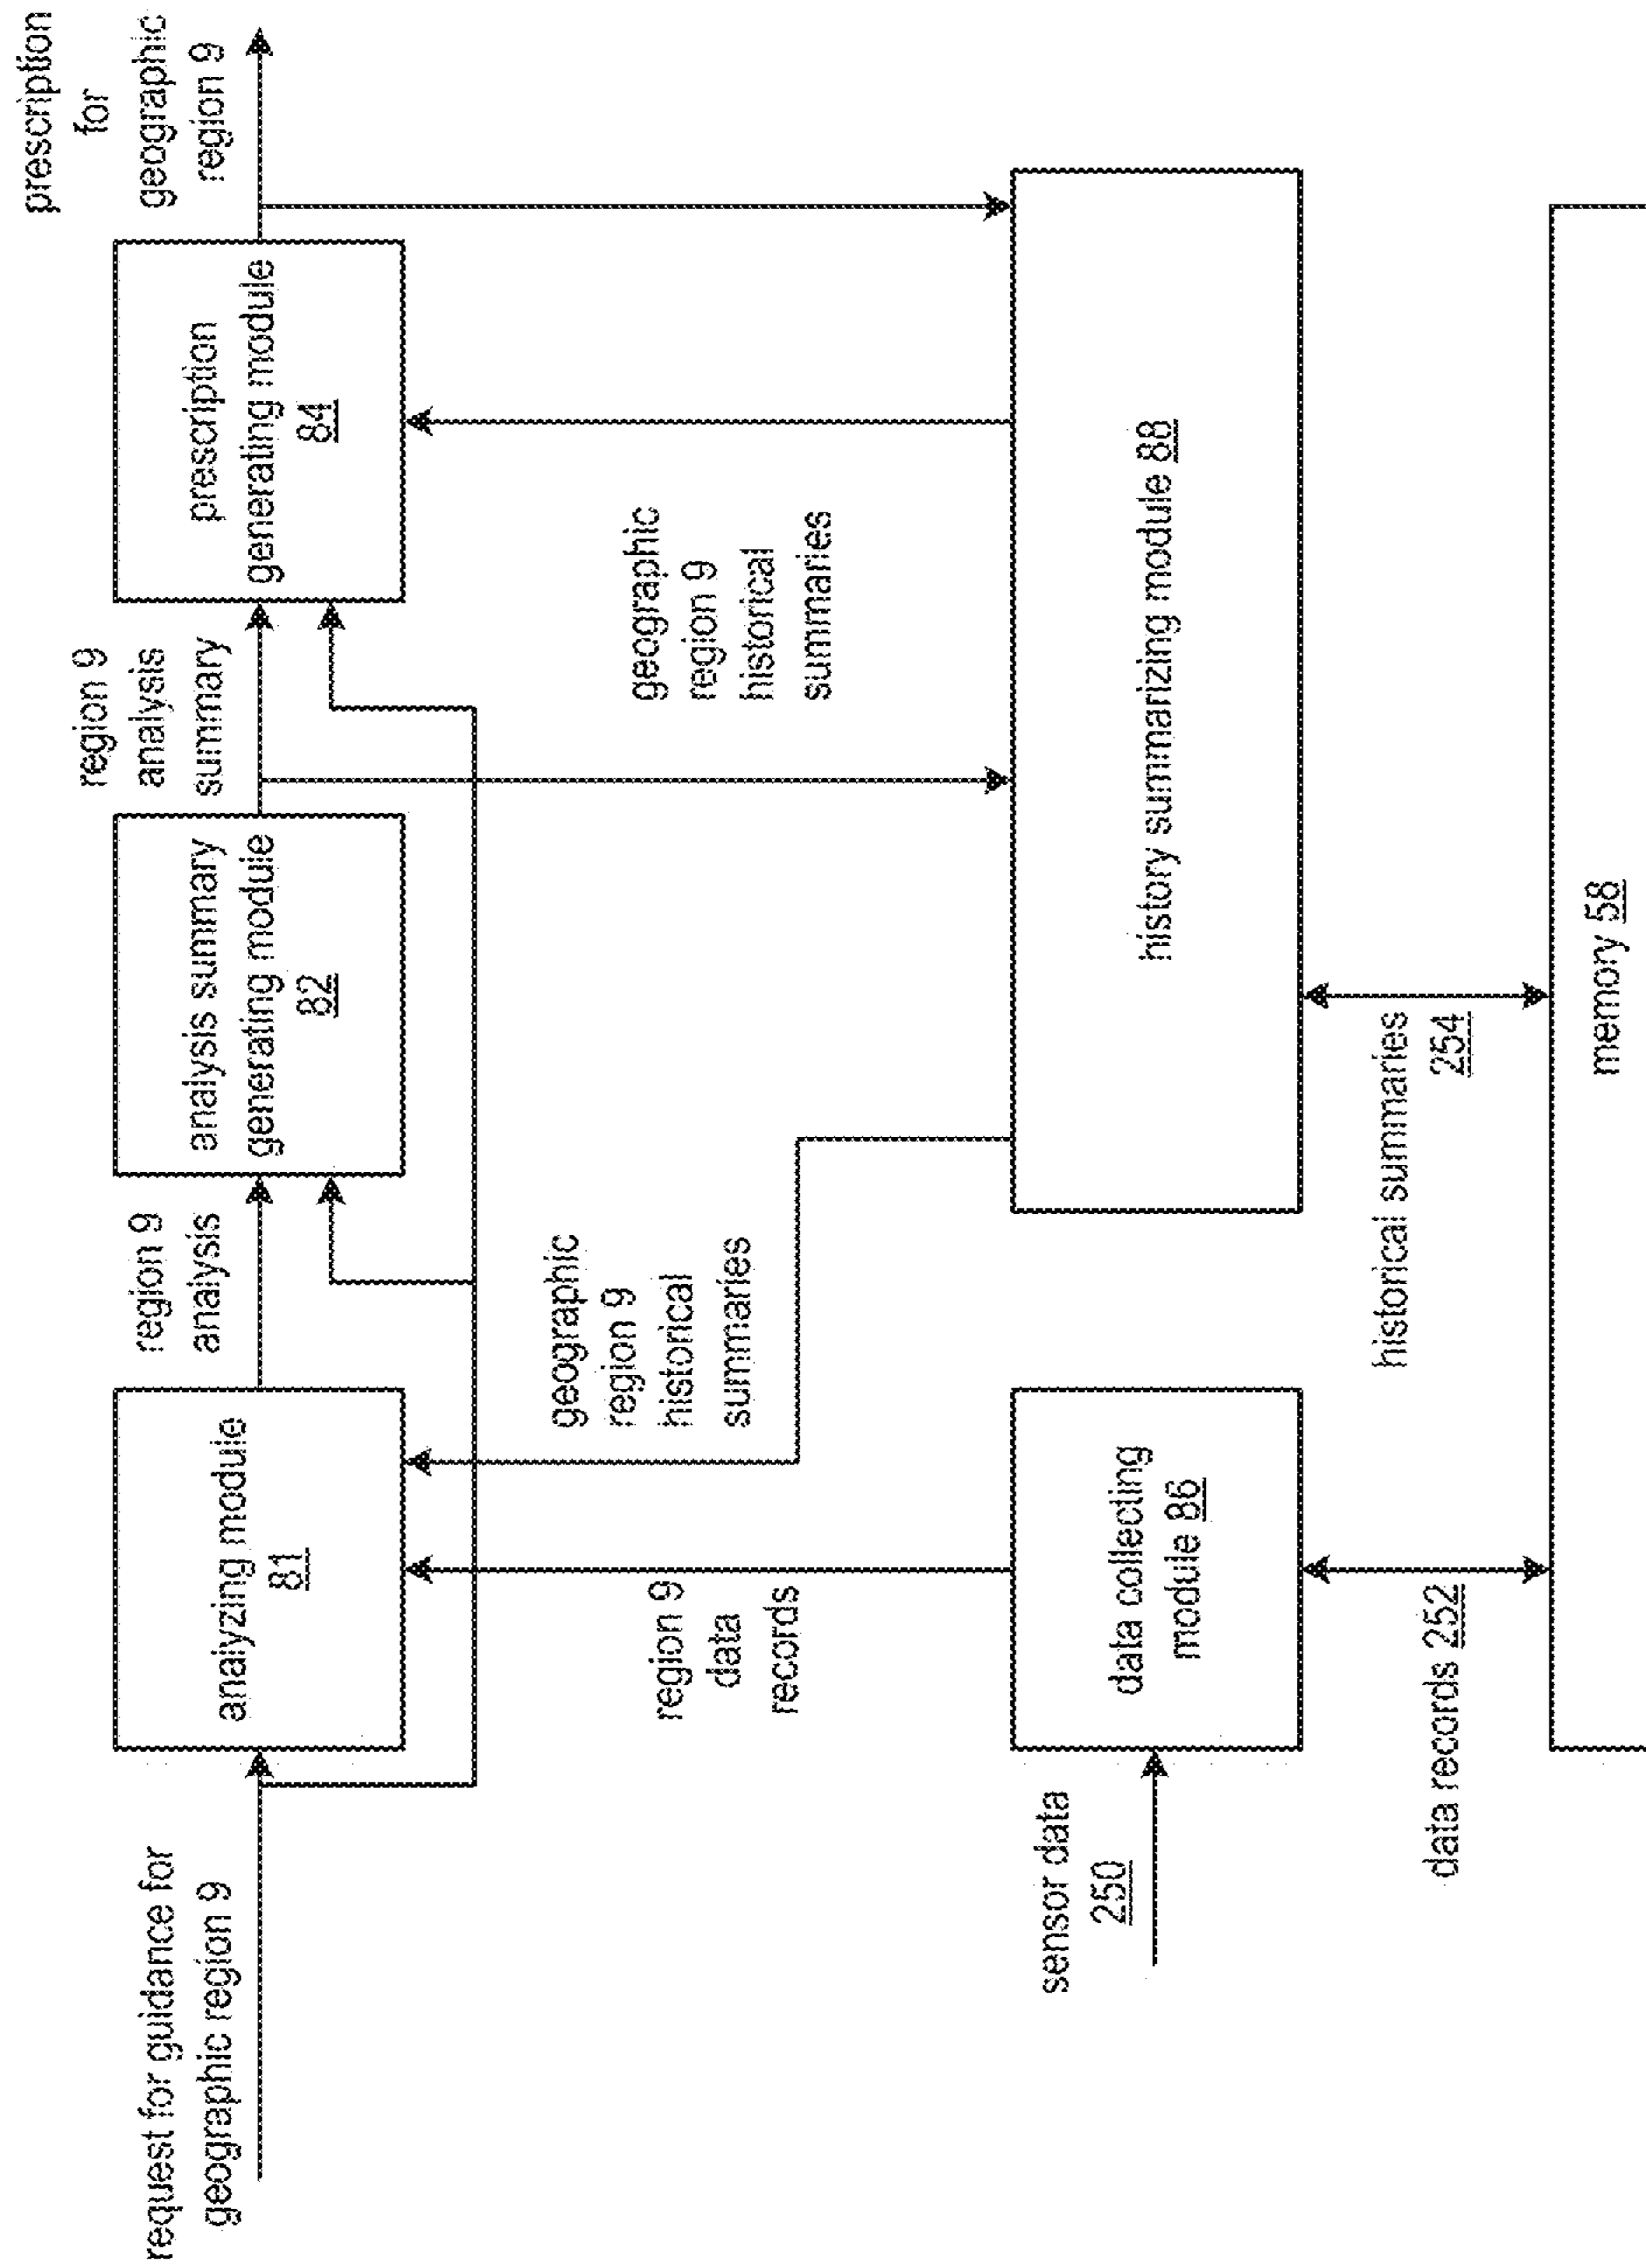 request for guidance for
geographic region 9
analyzing module
81
region 9
analysis
analysis summary
generating module
82
region 9
analysis
summary
prescription
generating module
84
prescription
for
geographic
region 9
geographic
region 9
historical
summaries
geographic
region 9
historical
summaries
region 9
data
records
sensor data
250
data collecting
module 86
history summarizing module 88
data records 252
historical summaries
254
memory 58